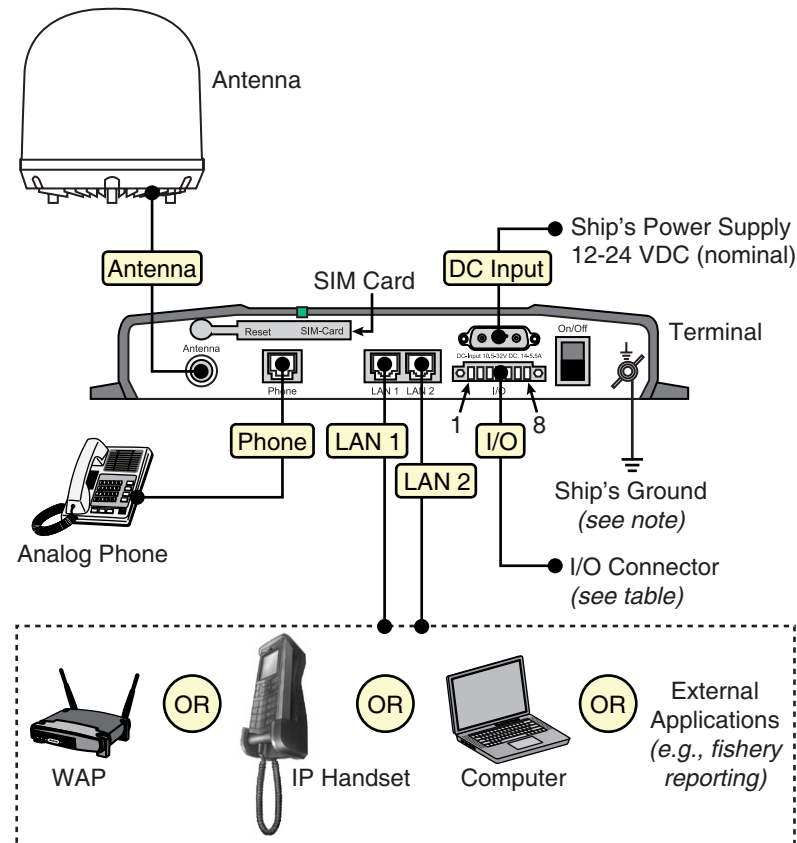 Antenna
Ship's Power Supply
12-24 VDC (nominal)
Antenna
DC Input
SIM Card
Terminal
Reset
SIM-Card
On/Off
Antenna
DC-Input 10.5-32V DC, 14-5.5A
Phone
LAN 1
LAN 2
I/O
1
8
Phone
LAN 1
I/O
LAN 2
Ship's Ground
(see note)
Analog Phone
I/O Connector
(see table)
OR
OR
OR
External
Applications
(e.g., fishery
reporting)
WAP
IP Handset
Computer